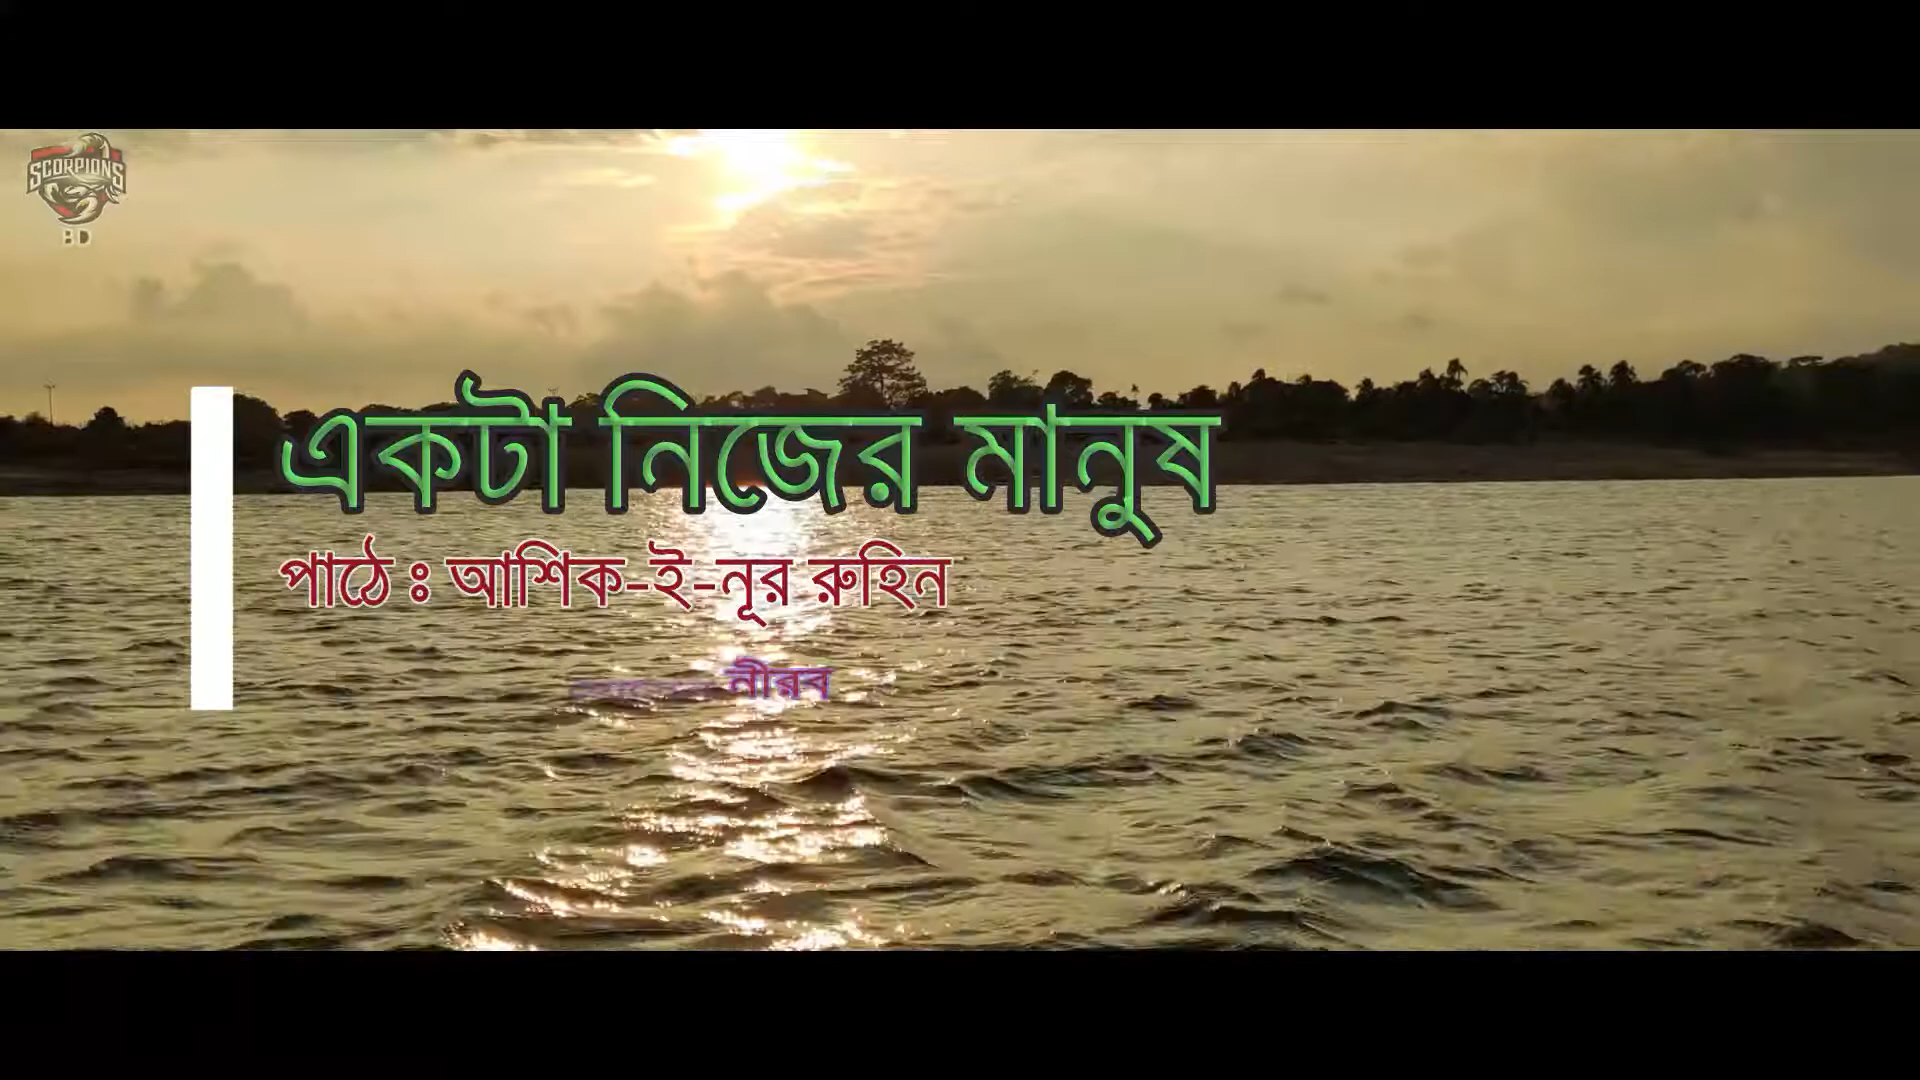 SCORPIONS
BD
একটা নিজের মানুষ
পাঠে ঃ আশিক-ই-নূর রুহিন
নীরব